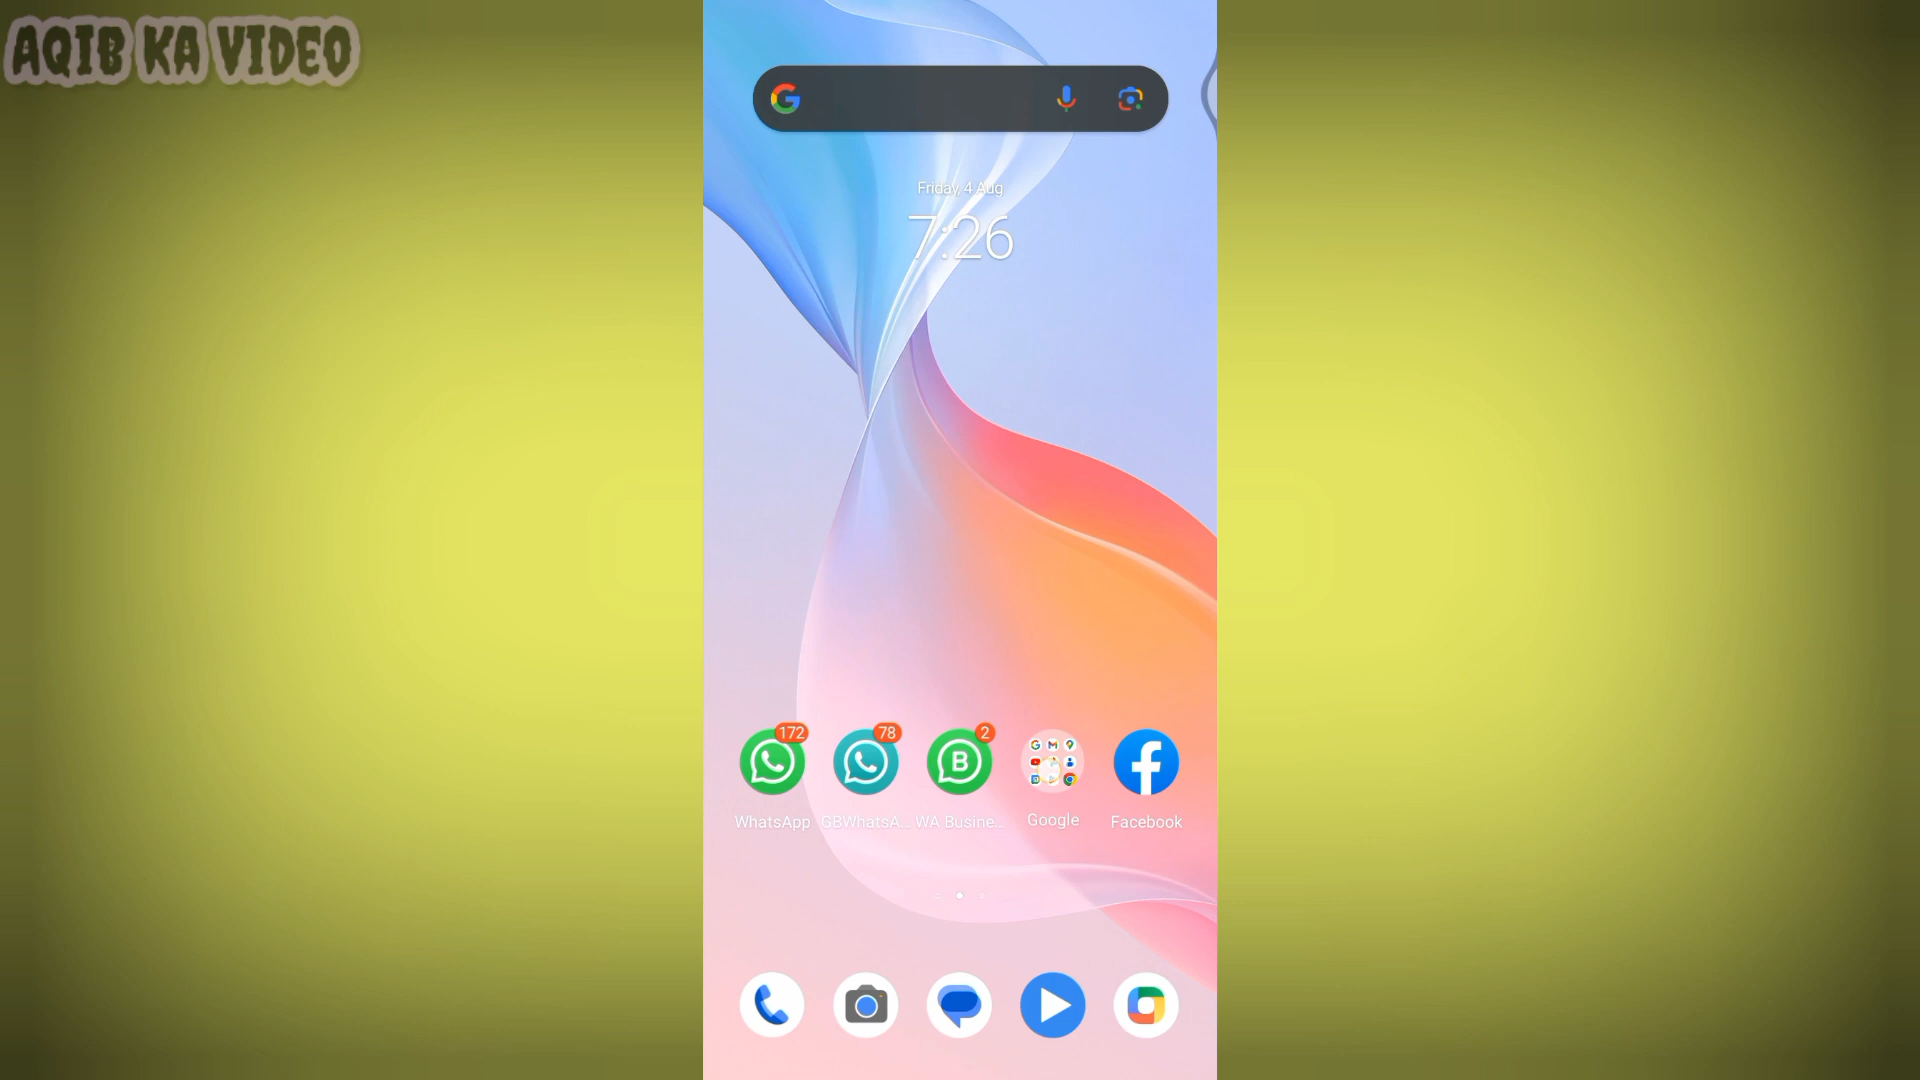 AQIB KA VIDEO
Friday, 4 Aug
7:26
172
78
2
WhatsApp
GBWhatsA...
WA Busine...
Google
Facebook